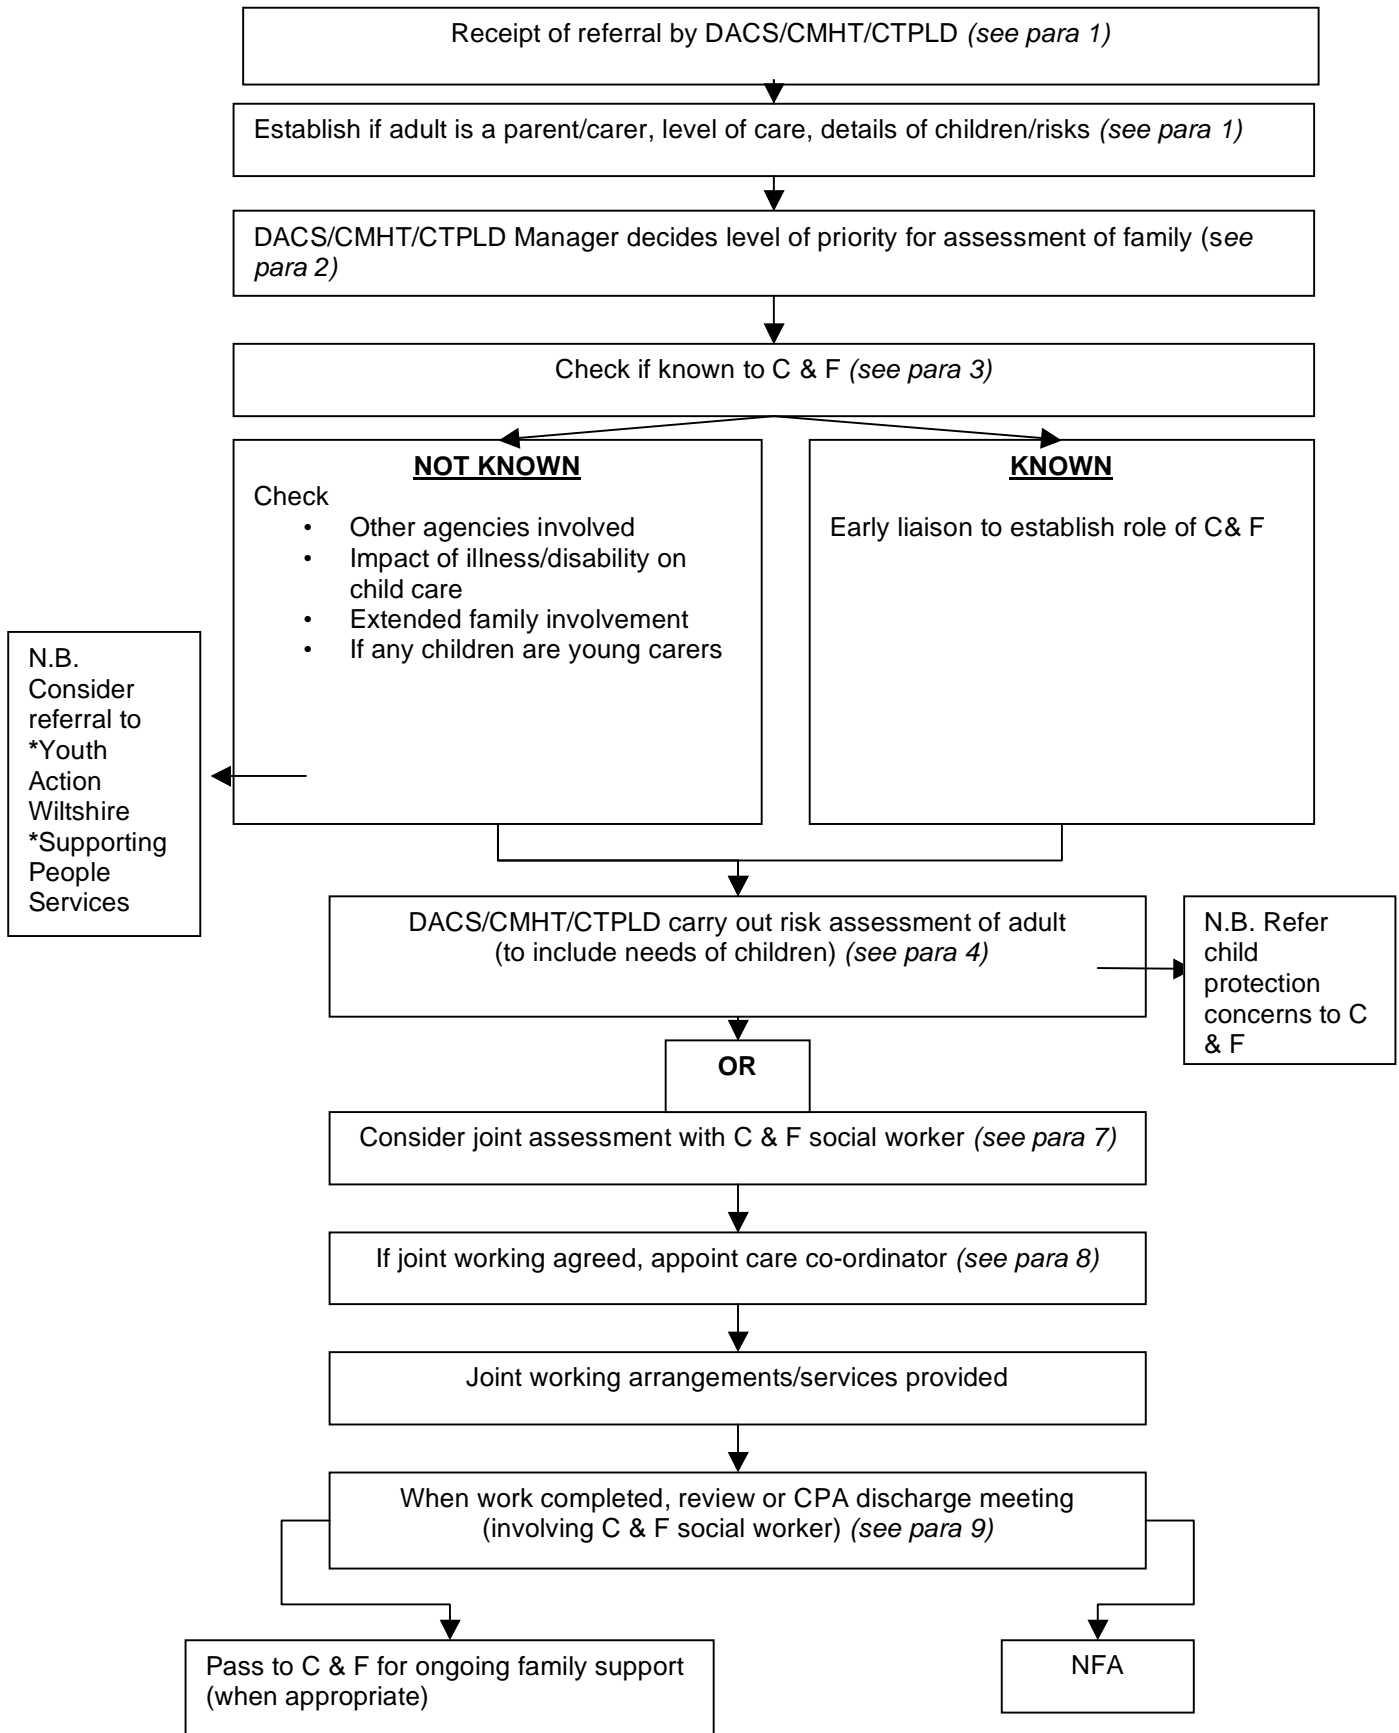 Receipt of referral by DACS/CMHT/CTPLD (see para 1)
Establish if adult is a parent/carer, level of care, details of children/risks (see para 1)
DACS/CMHT/CTPLD Manager decides level of priority for assessment of family (see
para 2)
Check if known to C & F (see para 3)
NOT KNOWN
Check
• Other agencies involved
• Impact of illness/disability on
child care
• Extended family involvement
• If any children are young carers
KNOWN
Early liaison to establish role of C& F
N.B.
Consider
referral to
*Youth
Action
Wiltshire
*Supporting
People
Services
DACS/CMHT/CTPLD carry out risk assessment of adult
(to include needs of children) (see para 4)
N.B. Refer
child
protection
concerns to C
& F
OR
Consider joint assessment with C & F social worker (see para 7)
If joint working agreed, appoint care co-ordinator (see para 8)
Joint working arrangements/services provided
When work completed, review or CPA discharge meeting
(involving C & F social worker) (see para 9)
Pass to C & F for ongoing family support
(when appropriate)
NFA